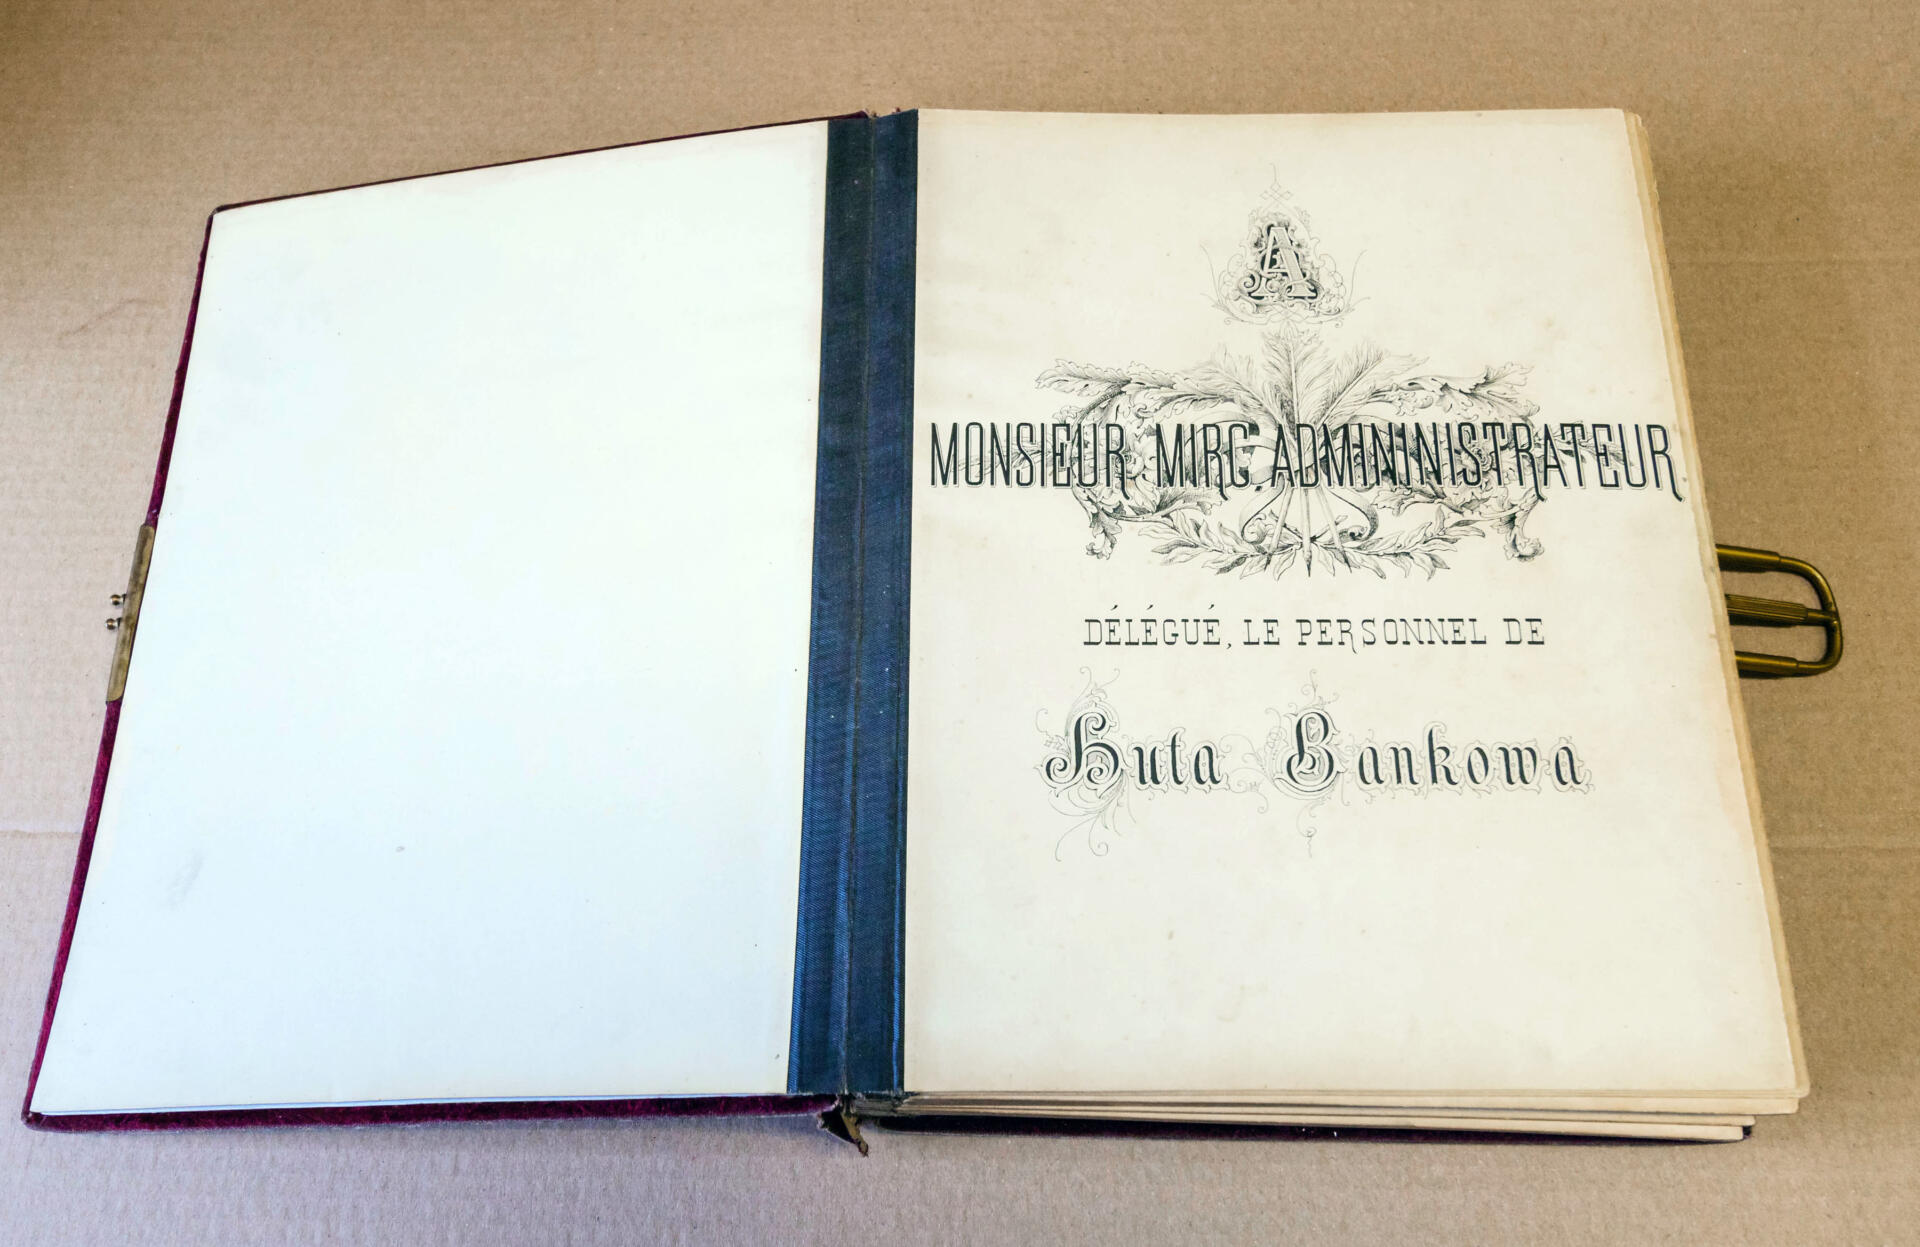 A
MONSIEUR MIRC, ADMININISTRATEUR
DÉLÉGUÉ, LE PERSONNEL DE
Huta Bankowa